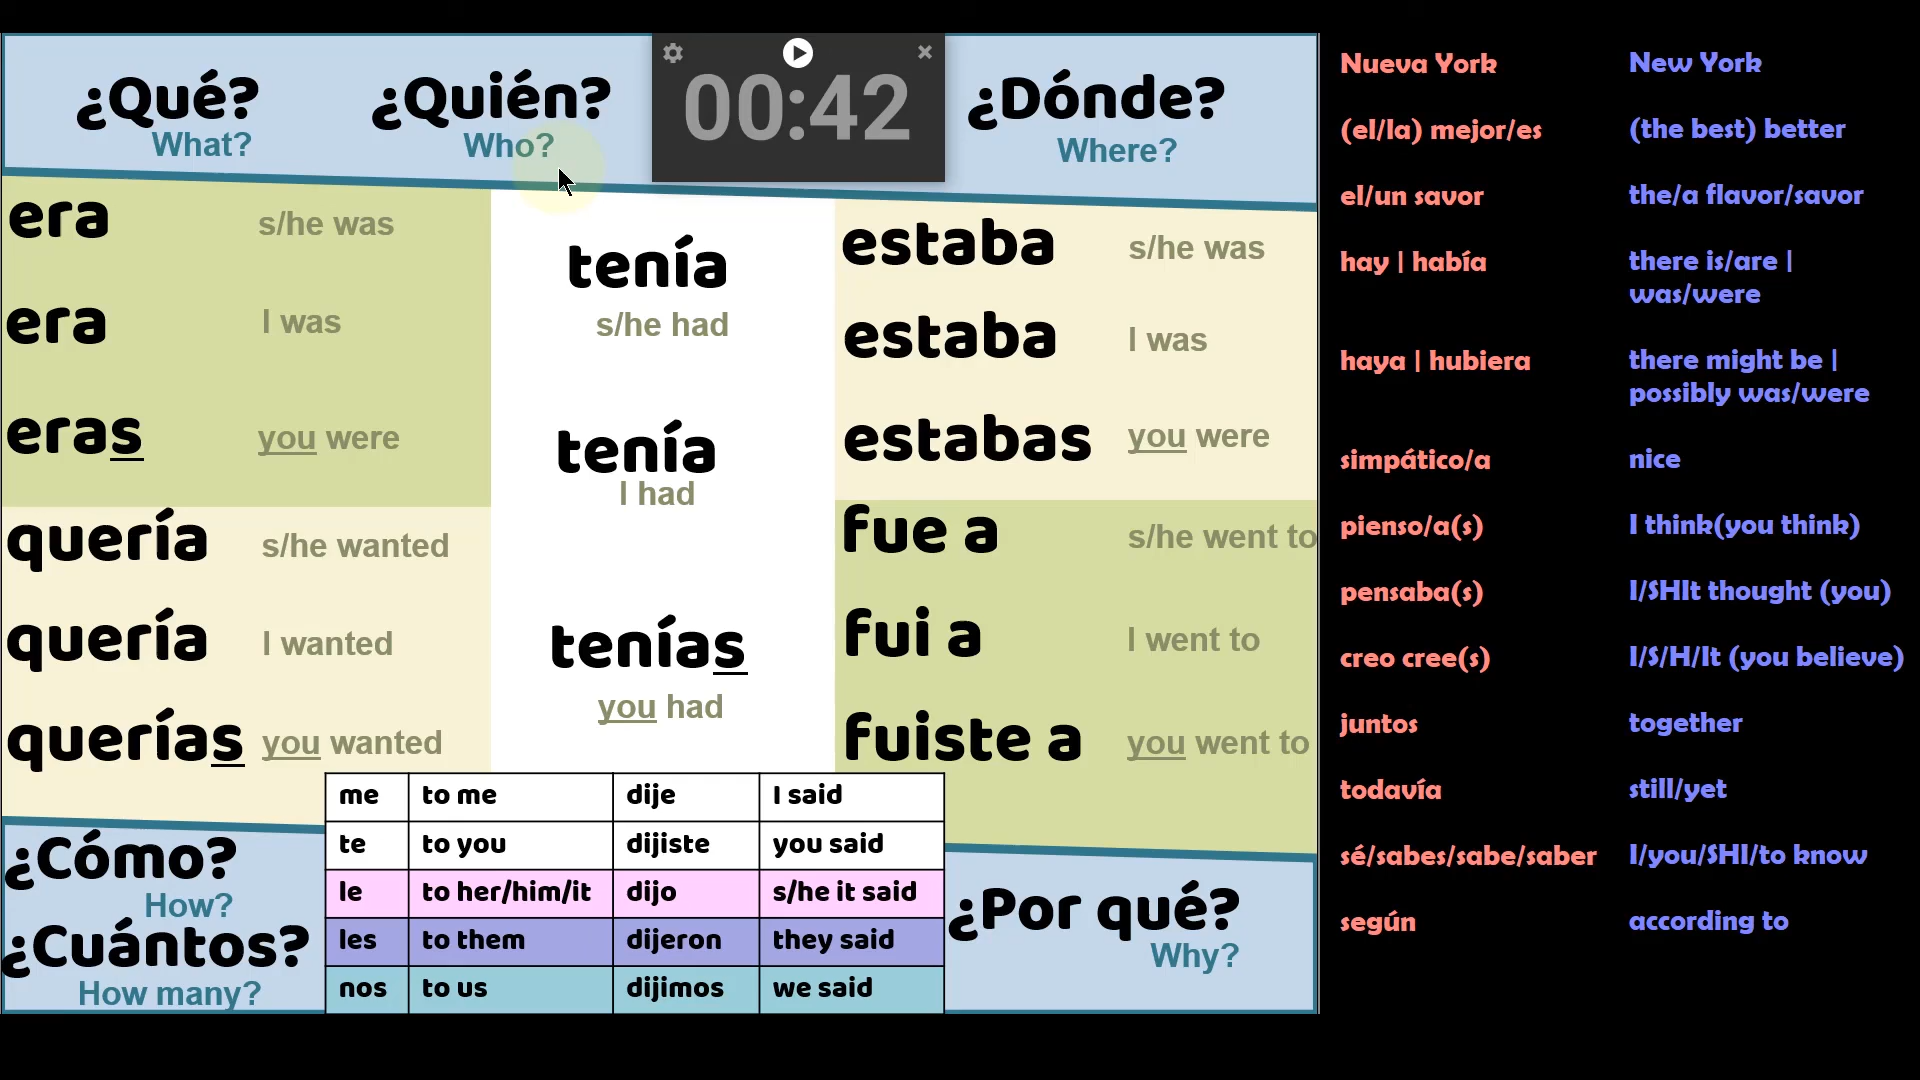 ¿Qué?
What?
¿Quién?
Who?
00:42
¿Dónde?
Where?
era s/he was
era I was
eras you were
quería s/he wanted
quería I wanted
querías you wanted
tenía
s/he had
tenía
I had
tenías
you had
estaba s/he was
estaba I was
estabas you were
fue a s/he went to
fui a I went to
fuiste a you went to
¿Cómo?
How?
¿Cuántos?
How many?
me to me dije I said
te to you dijiste you said
le to her/him/it dijo s/he it said
les to them dijeron they said
nos to us dijimos we said
¿Por qué?
Why?
Nueva York New York
(el/la) mejor/es (the best) better
el/un savor the/a flavor/savor
hay | había there is/are |
was/were
haya | hubiera there might be |
possibly was/were
simpático/a nice
pienso/a(s) I think(you think)
pensaba(s) I/SHIt thought (you)
creo cree(s) I/S/H/It (you believe)
juntos together
todavía still/yet
sé/sabes/sabe/saber I/you/SHI/to know
según according to